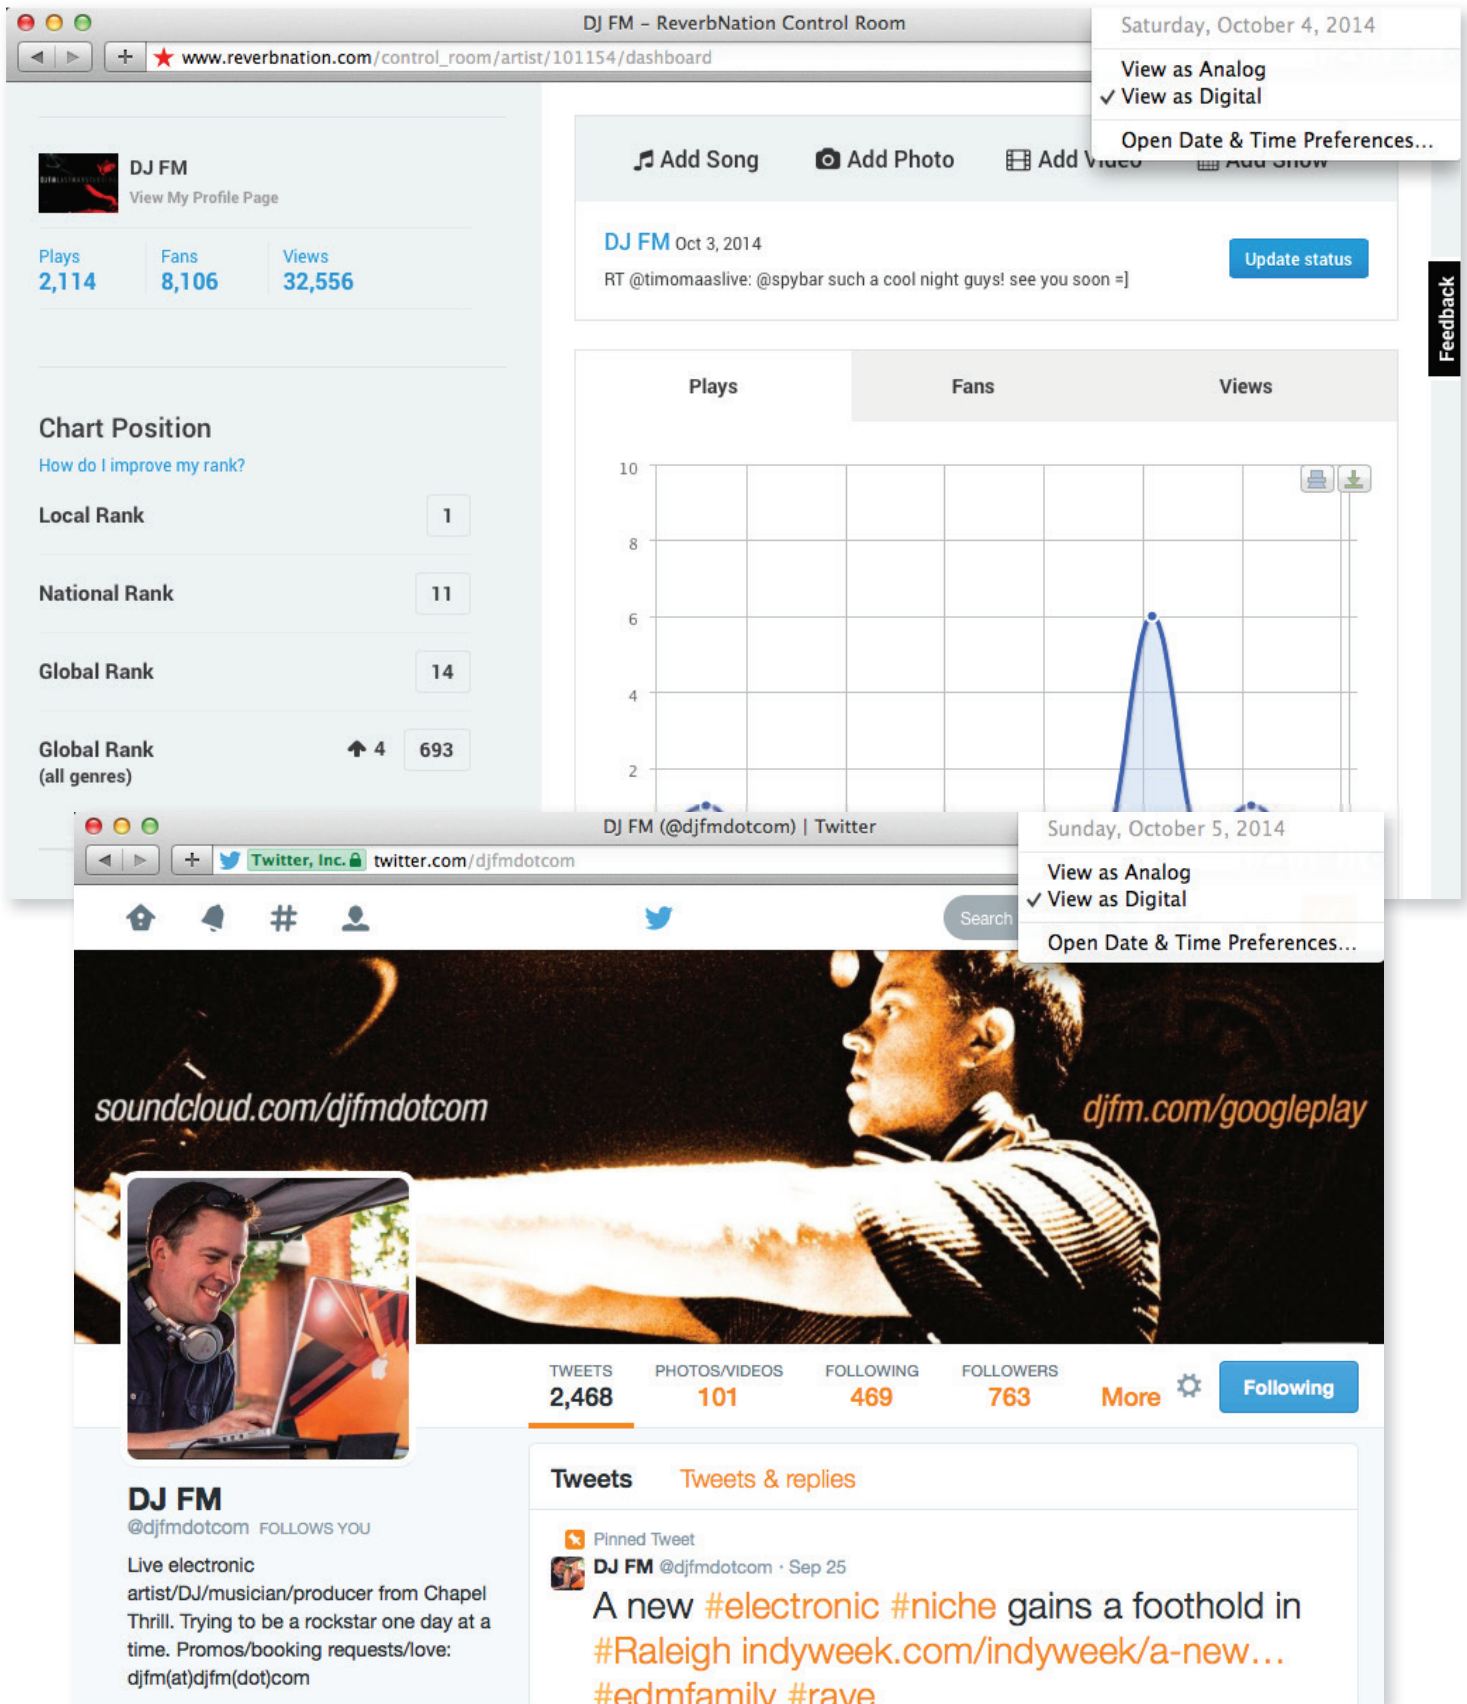 DJ FM – ReverbNation Control Room
Saturday, October 4, 2014
www.reverbnation.com/control_room/artist/101154/dashboard
View as Analog
✓ View as Digital
Open Date & Time Preferences...
DJ FM
View My Profile Page
Add Song
Add Photo
Add Video
Add Show
Plays
Fans
Views
2,114
8,106
32,556
DJ FM Oct 3, 2014
RT @timomaaslive: @spybar such a cool night guys! see you soon =]
Update status
Feedback
Plays
Fans
Views
Chart Position
How do I improve my rank?
Local Rank 1
National Rank 11
Global Rank 14
Global Rank 4 693
(all genres)
10
8
6
4
2
DJ FM (@djfmdotcom) | Twitter
Sunday, October 5, 2014
Twitter, Inc. twitter.com/djfmdotcom
View as Analog
✓ View as Digital
Open Date & Time Preferences...
Search
soundcloud.com/djfmdotcom
djfm.com/googleplay
TWEETS
PHOTOS/VIDEOS
FOLLOWING
FOLLOWERS
2,468
101
469
763
More
Following
DJ FM
@djfmdotcom FOLLOWS YOU
Live electronic
artist/DJ/musician/producer from Chapel
Thrill. Trying to be a rockstar one day at a
time. Promos/booking requests/love:
djfm(at)djfm(dot)com
Tweets
Tweets & replies
Pinned Tweet
DJ FM @djfmdotcom · Sep 25
A new #electronic #niche gains a foothold in
#Raleigh indyweek.com/indyweek/a-new...
#edmfamily #rave